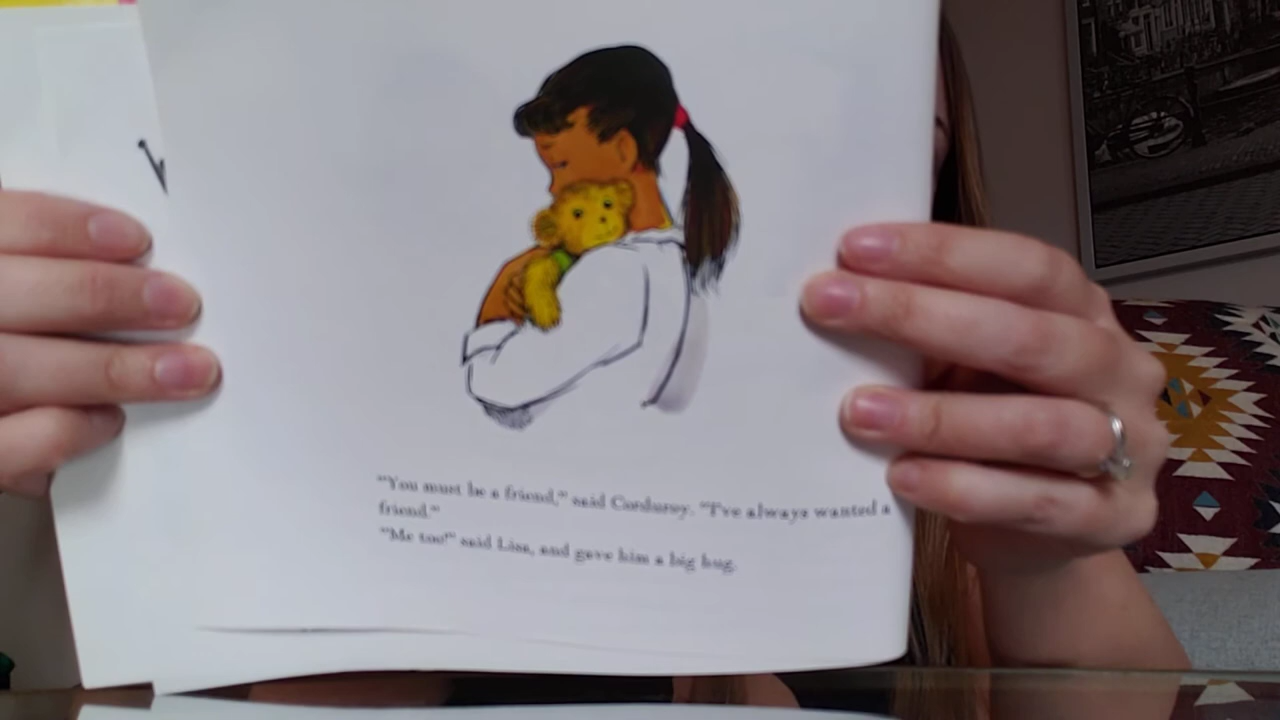 "You must be a friend," said Corduroy. "I've always wanted a
friend."
"Me too!" said Lisa, and gave him a big hug.